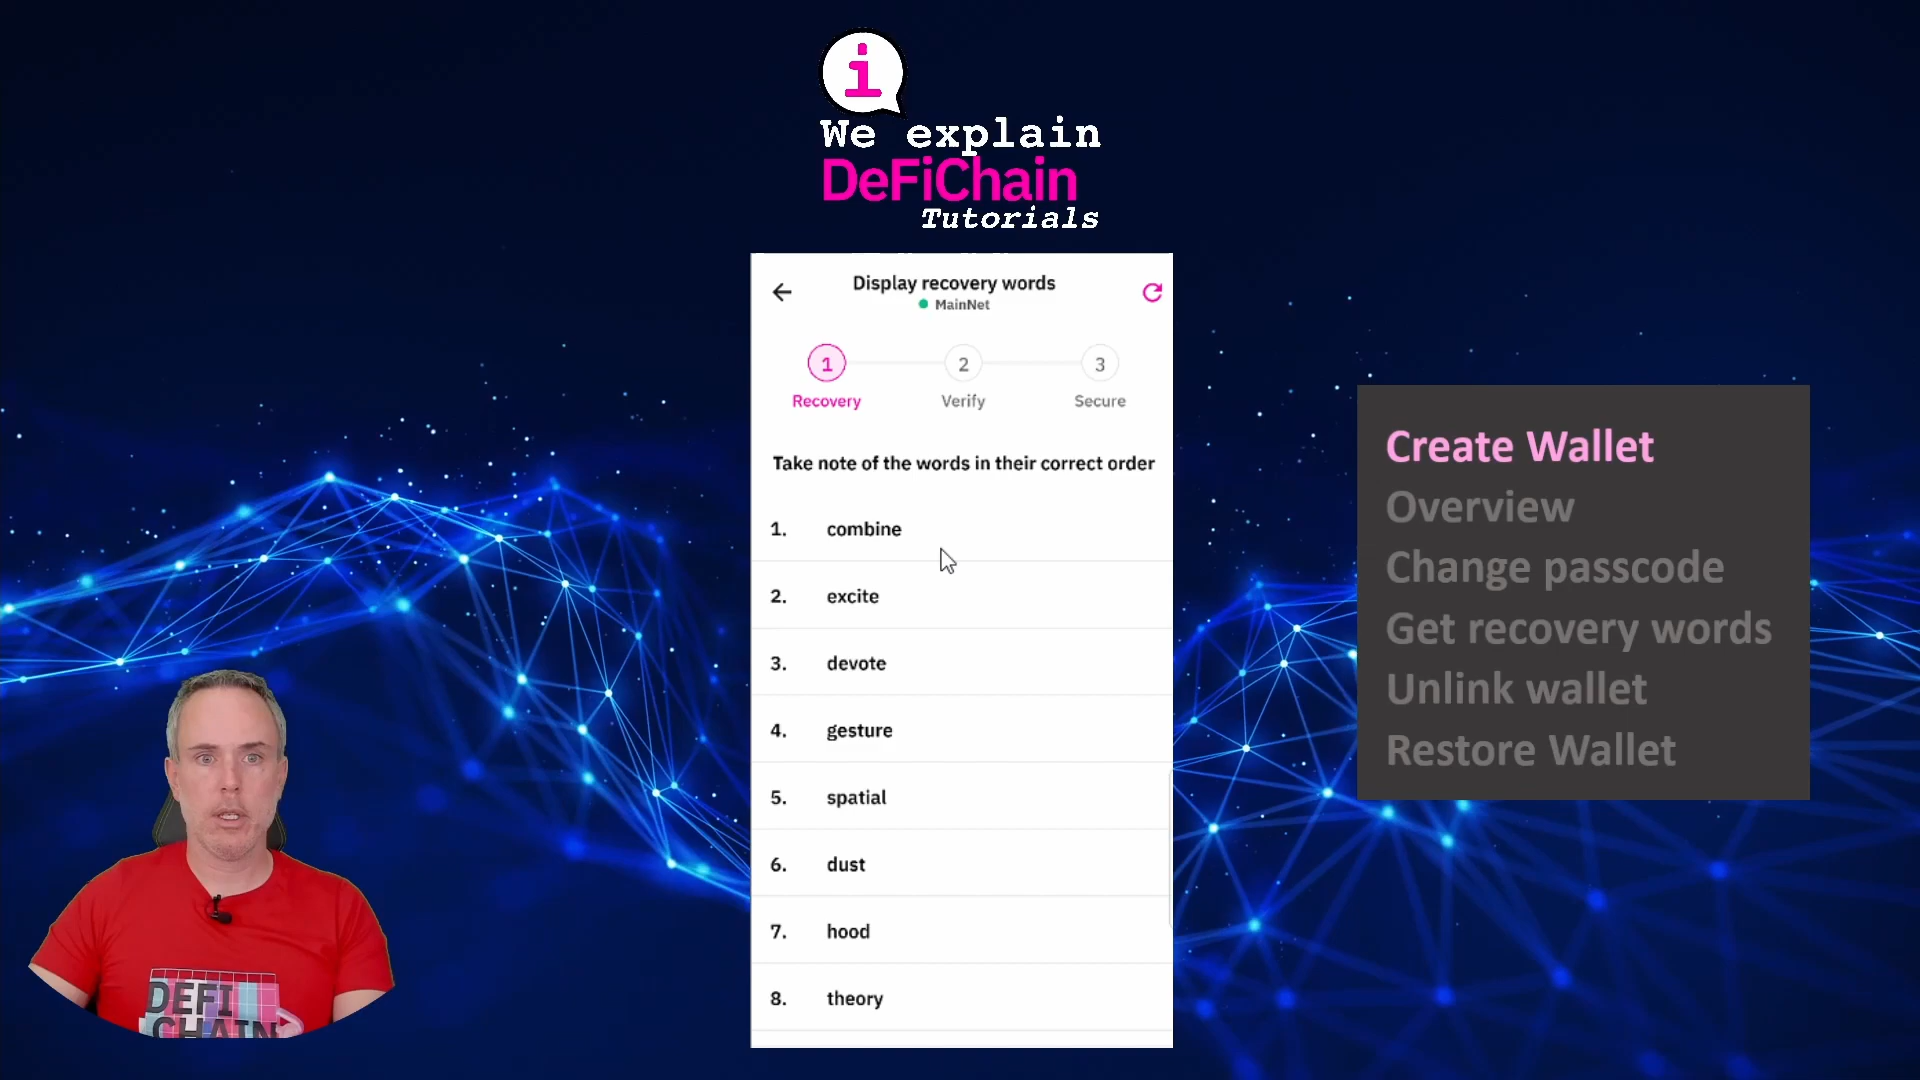 i
We explain
DeFiChain
Tutorials
Display recovery words
MainNet
1
2
3
Recovery
Verify
Secure
Take note of the words in their correct order
1. combine
2. excite
3. devote
4. gesture
5. spatial
6. dust
7. hood
8. theory
Create Wallet
Overview
Change passcode
Get recovery words
Unlink wallet
Restore Wallet
DEFI
CHAIN